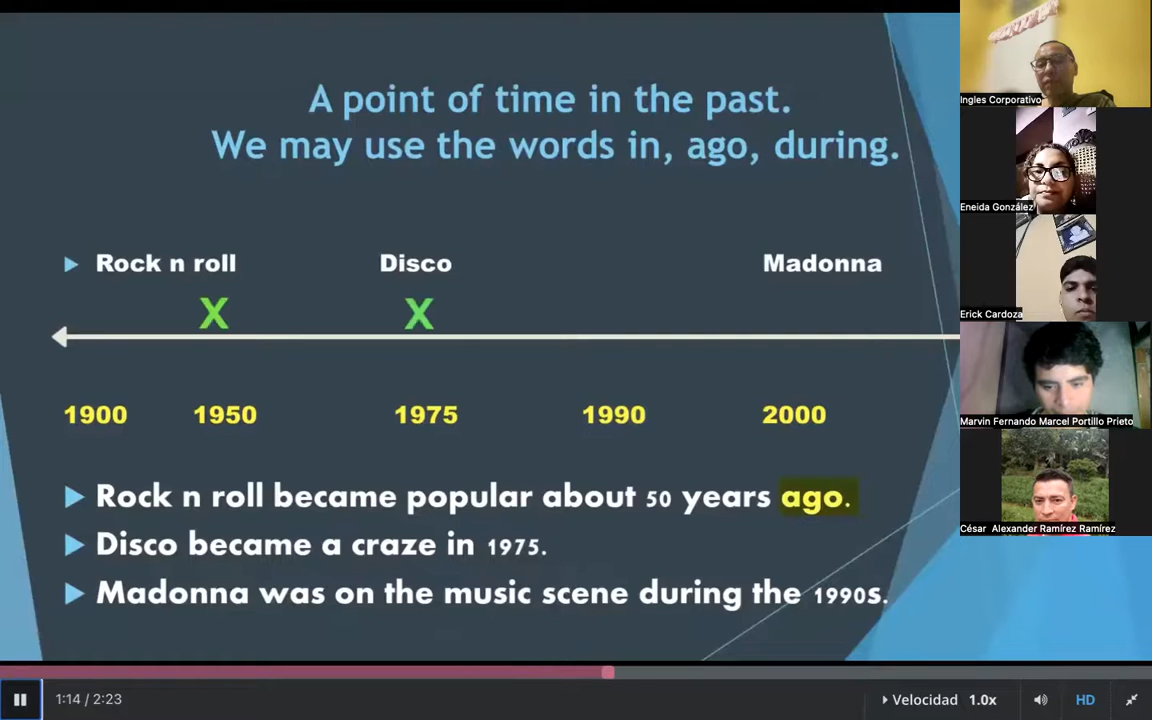 A point of time in the past.
We may use the words in, ago, during.
Rock n roll
Disco
Madonna
X
X
1900
1950
1975
1990
2000
Rock n roll became popular about 50 years ago.
Disco became a craze in 1975.
Madonna was on the music scene during the 1990s.
1:14 / 2:23
Velocidad 1.0x
HD
Ingles Corporativo
Eneida González
Erick Cardoza
Marvin Fernando Marcel Portillo Prieto
César Alexander Ramírez Ramírez